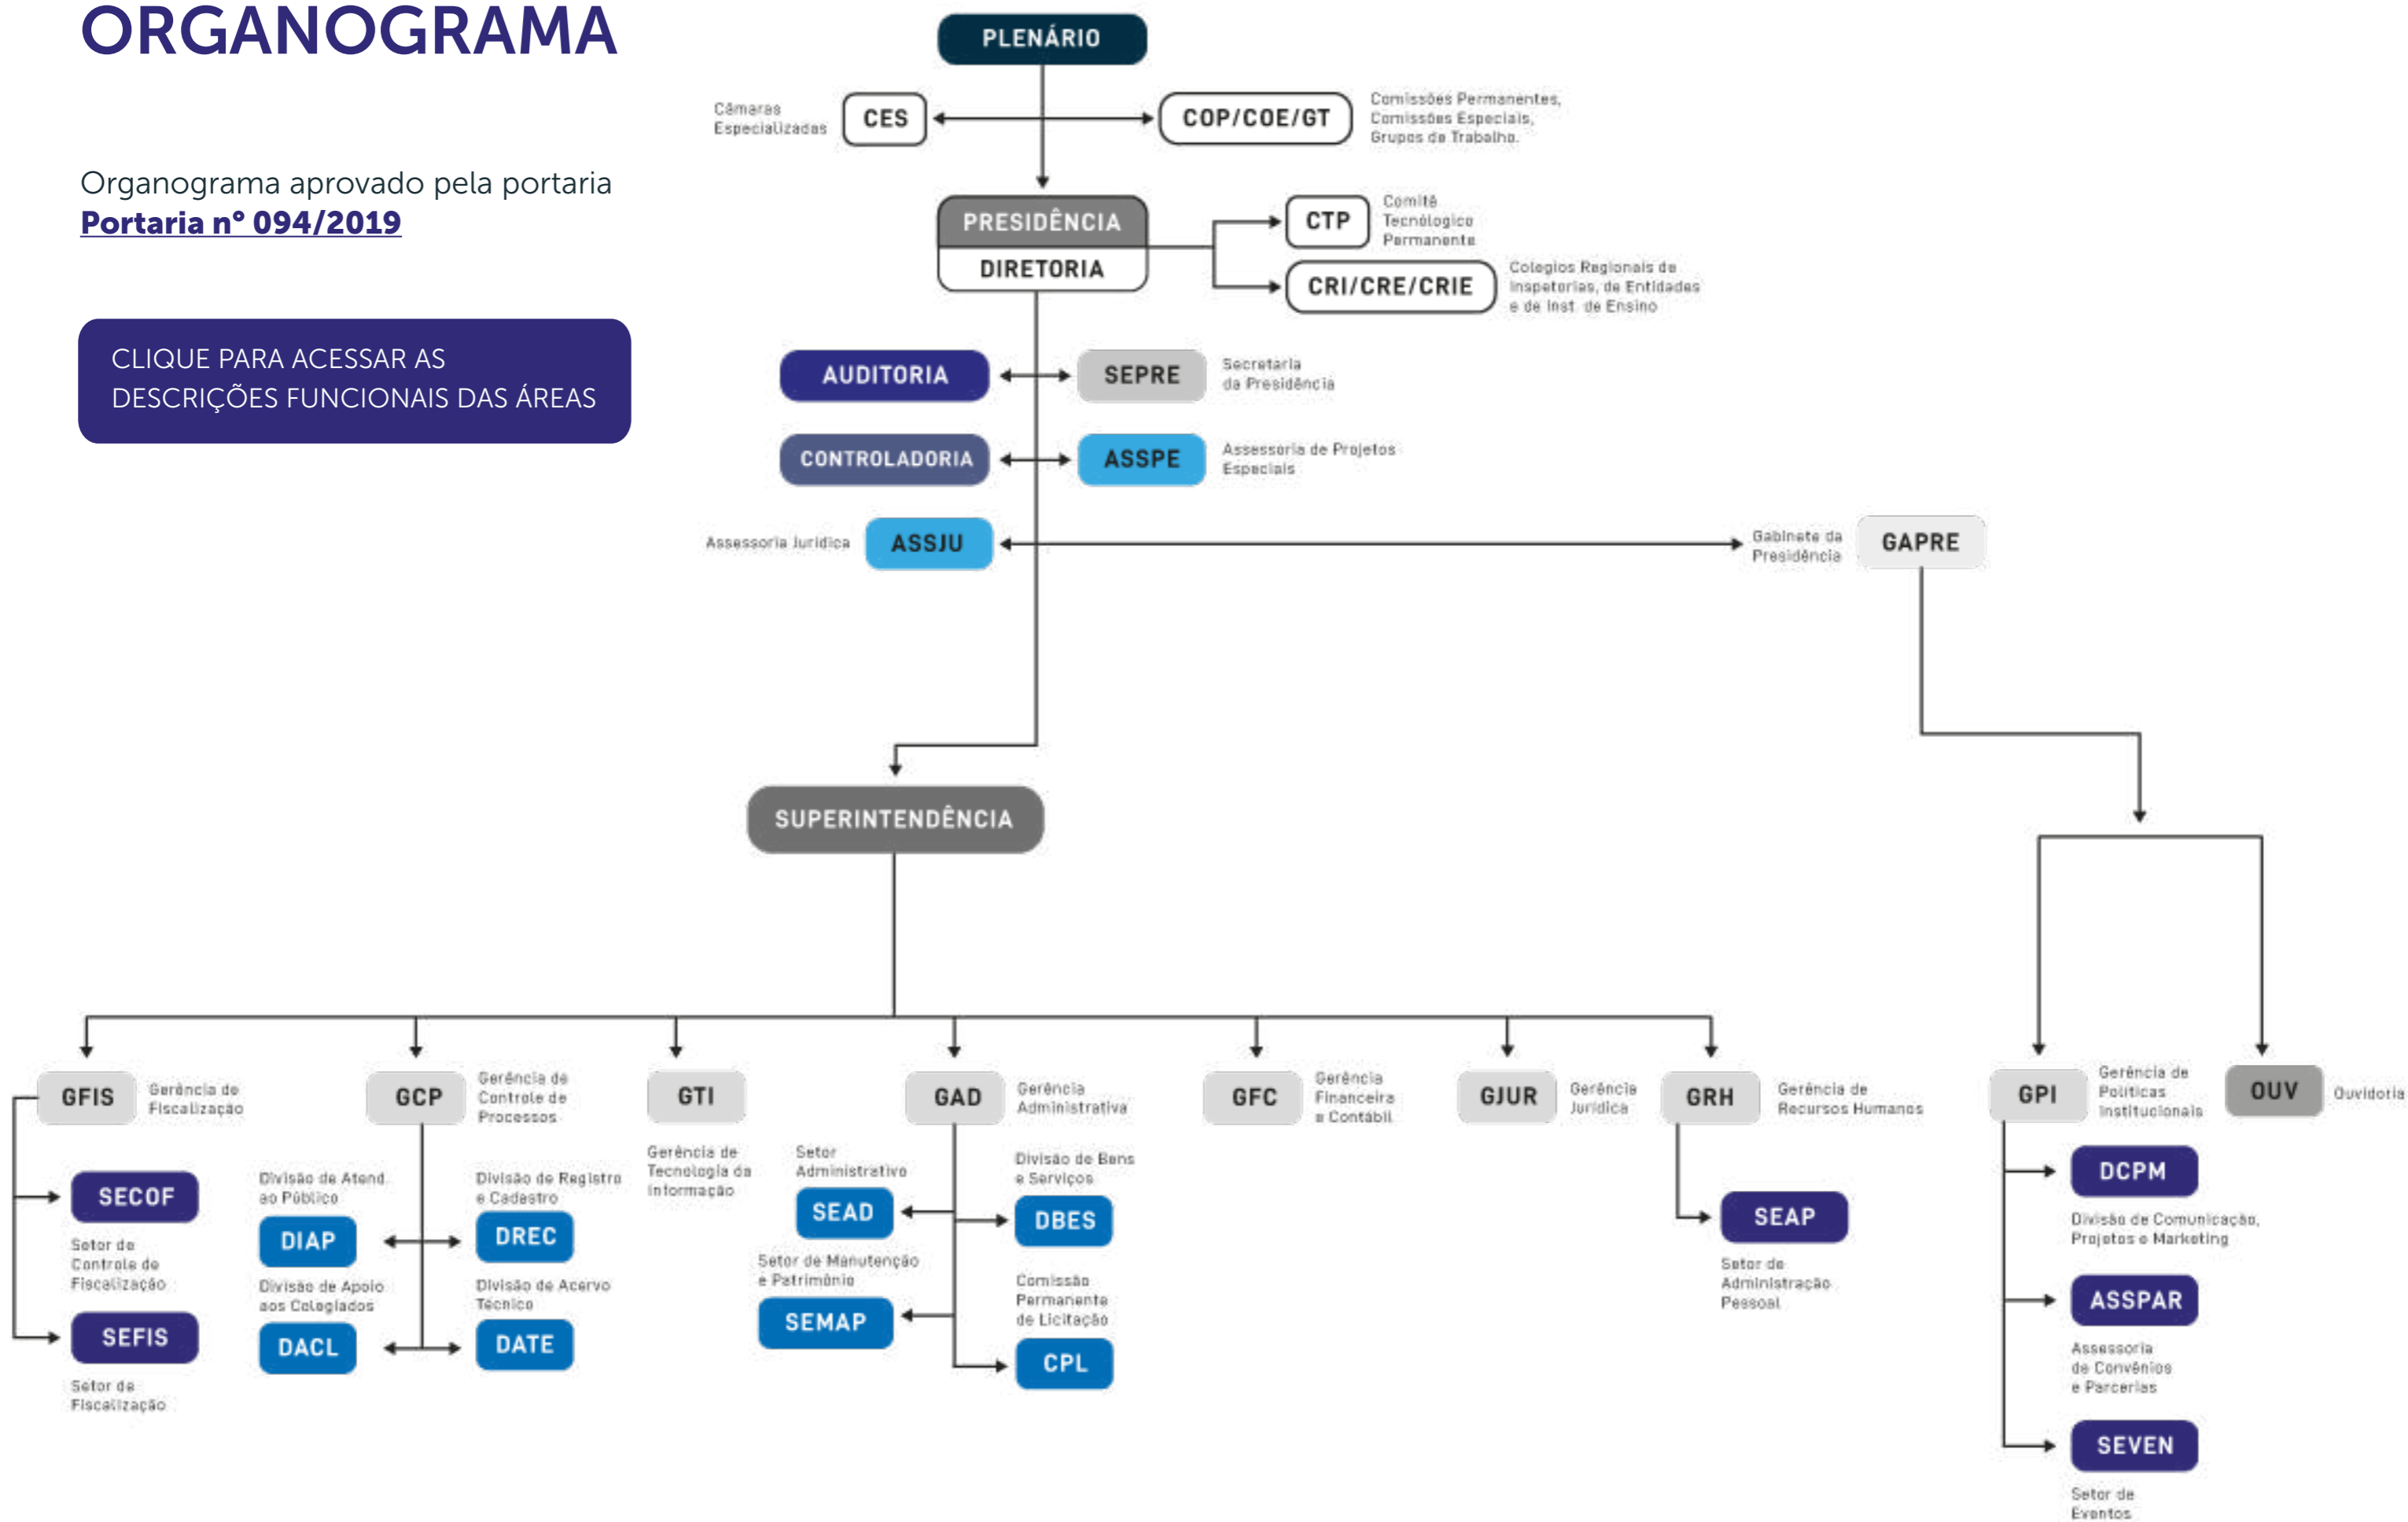 ORGANOGRAMA
Organograma aprovado pela portaria
Portaria n° 094/2019
CLIQUE PARA ACESSAR AS
DESCRIÇÕES FUNCIONAIS DAS ÁREAS
PLENÁRIO
Câmaras
Especializadas
CES
COP/COE/GT
Comissões Permanentes,
Comissões Especiais,
Grupos de Trabalho.
PRESIDÊNCIA
DIRETORIA
CTP
Comitê
Tecnólogico
Permanente
CRI/CRE/CRIE
Colegios Regionais de
Inspetorias, de Entidades
e de Inst. de Ensino
AUDITORIA
SEPRE
Secretaria
da Presidência
CONTROLADORIA
ASSPE
Assessoria de Projetos
Especiais
Assessoria Jurídica
ASSJU
Gabinete da
Presidência
GAPRE
SUPERINTENDÊNCIA
GFIS
Gerência de
Fiscalização
SECOF
Setor de
Controle de
Fiscalização
SEFIS
Setor de
Fiscalização
GCP
Gerência de
Controle de
Processos
Divisão de Atend.
ao Público
DIAP
Divisão de Registro
e Cadastro
DREC
Divisão de Apoio
aos Colegiados
DACL
Divisão de Acervo
Técnico
DATE
GTI
Gerência de
Tecnologia da
Informação
GAD
Gerência
Administrativa
Setor
Administrativo
SEAD
Divisão de Bens
e Serviços
DBES
Setor de Manutenção
e Patrimônio
SEMAP
Comissão
Permanente
de Licitação
CPL
GFC
Gerência
Financeira
e Contábil
GJUR
Gerência
Jurídica
GRH
Gerência de
Recursos Humanos
SEAP
Setor de
Administração
Pessoal
GPI
Gerência de
Políticas
Institucionais
DCPM
Divisão de Comunicação,
Projetos e Marketing
ASSPAR
Assessoria
de Convênios
e Parcerias
SEVEN
Setor de
Eventos
OUV
Ouvidoria